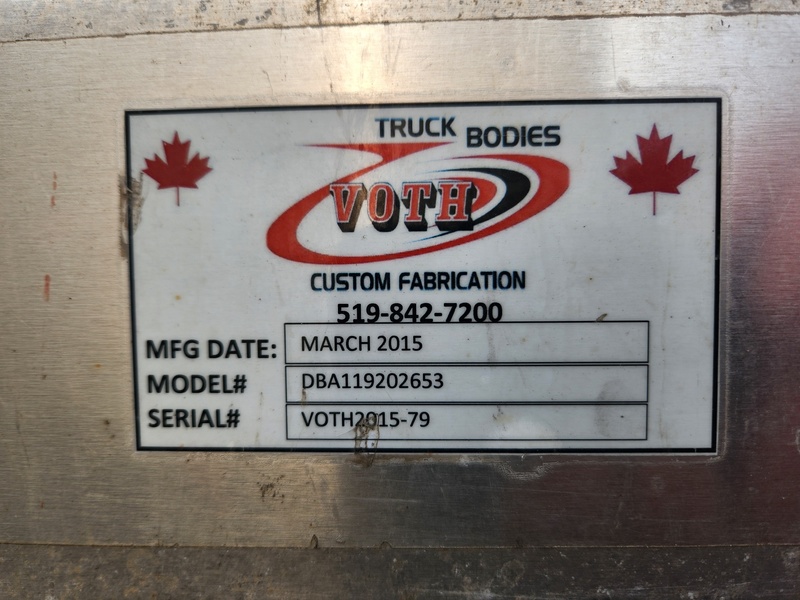 TRUCK BODIES
VOTH
CUSTOM FABRICATION
519-842-7200
MFG DATE: MARCH 2015
MODEL# DBA119202653
SERIAL# VOTH2015-79